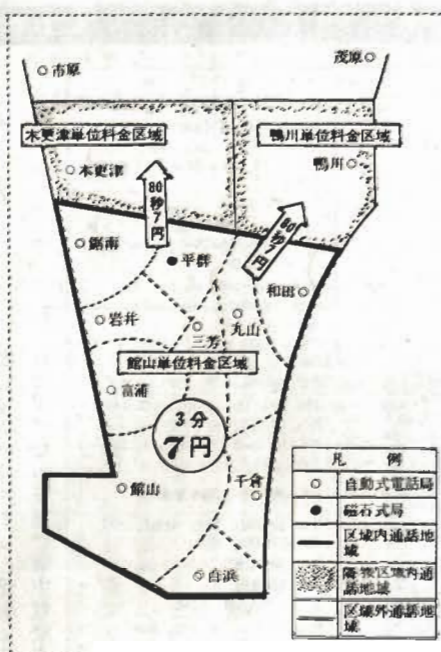 茂原
市原
木更津単位料金区域
鴨川単位料金区域
木更津
鴨川
80秒7円
60秒7円
鋸南
平群
和田
岩井
三芳
丸山
館山単位料金区域
富浦
3分
7円
館山
千倉
白浜
凡例
自動式電話局
磁石式局
区域内通話地域
隣接区域内通話地域
区域外通話地域